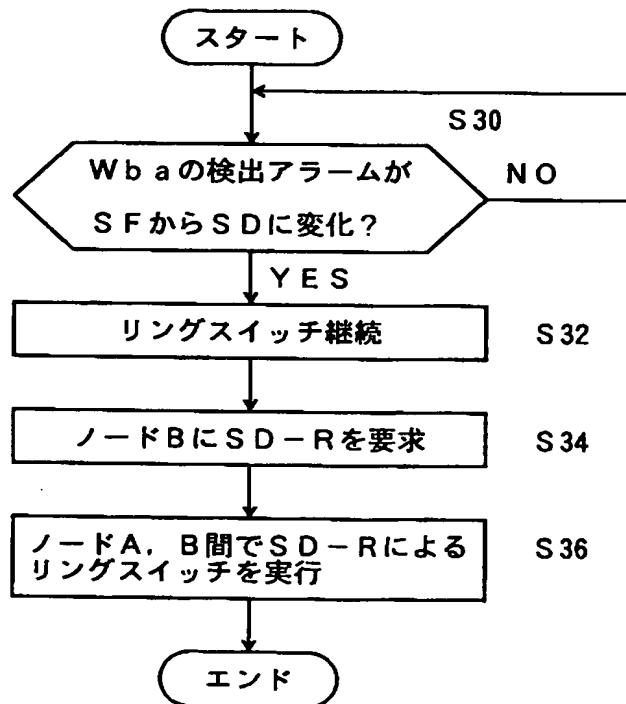 スタート
S30
Wbaの検出アラームが
SFからSDに変化?
NO
YES
リングスイッチ継続
S32
ノードBにSD-Rを要求
S34
ノードA,B間でSD-Rによる
リングスイッチを実行
S36
エンド